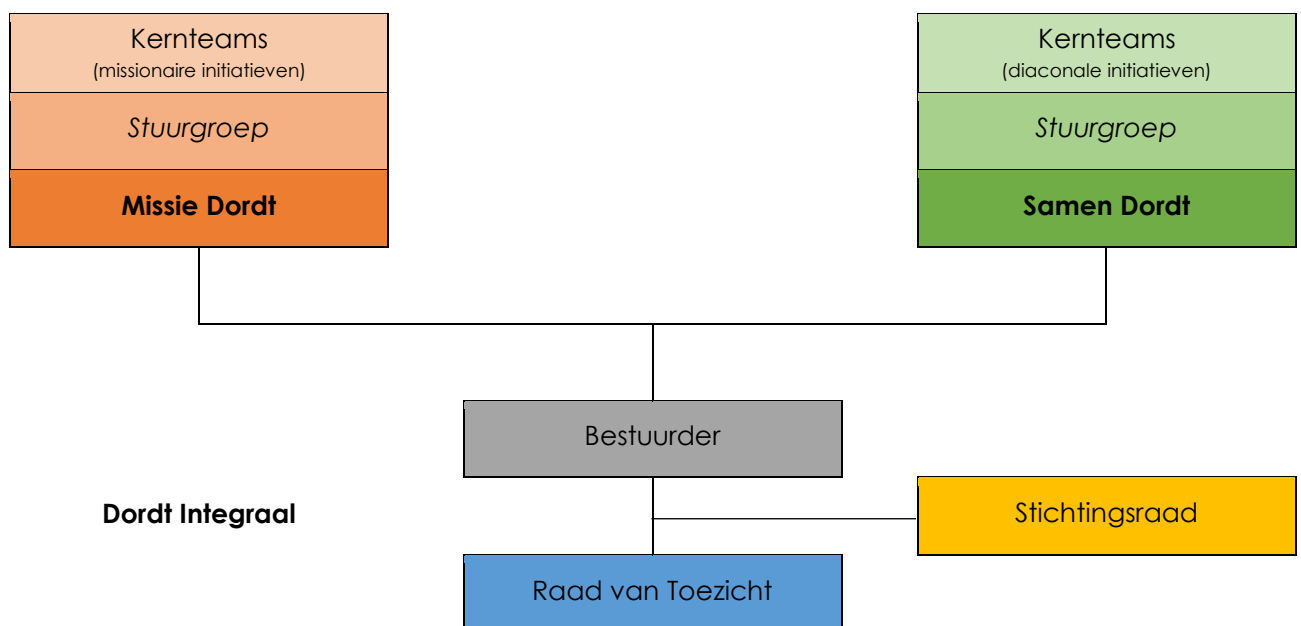 Kernteams
(missionaire initiatieven)
Stuurgroep
Missie Dordt
Kernteams
(diaconale initiatieven)
Stuurgroep
Samen Dordt
Bestuurder
Dordt Integraal
Stichtingsraad
Raad van Toezicht